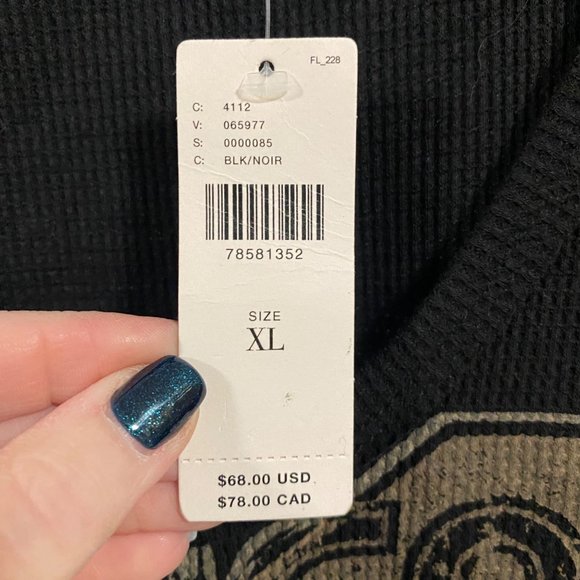 FL_228
C: 4112
V: 065977
S: 0000085
C: BLK/NOIR
78581352
SIZE
XL
$68.00 USD
$78.00 CAD